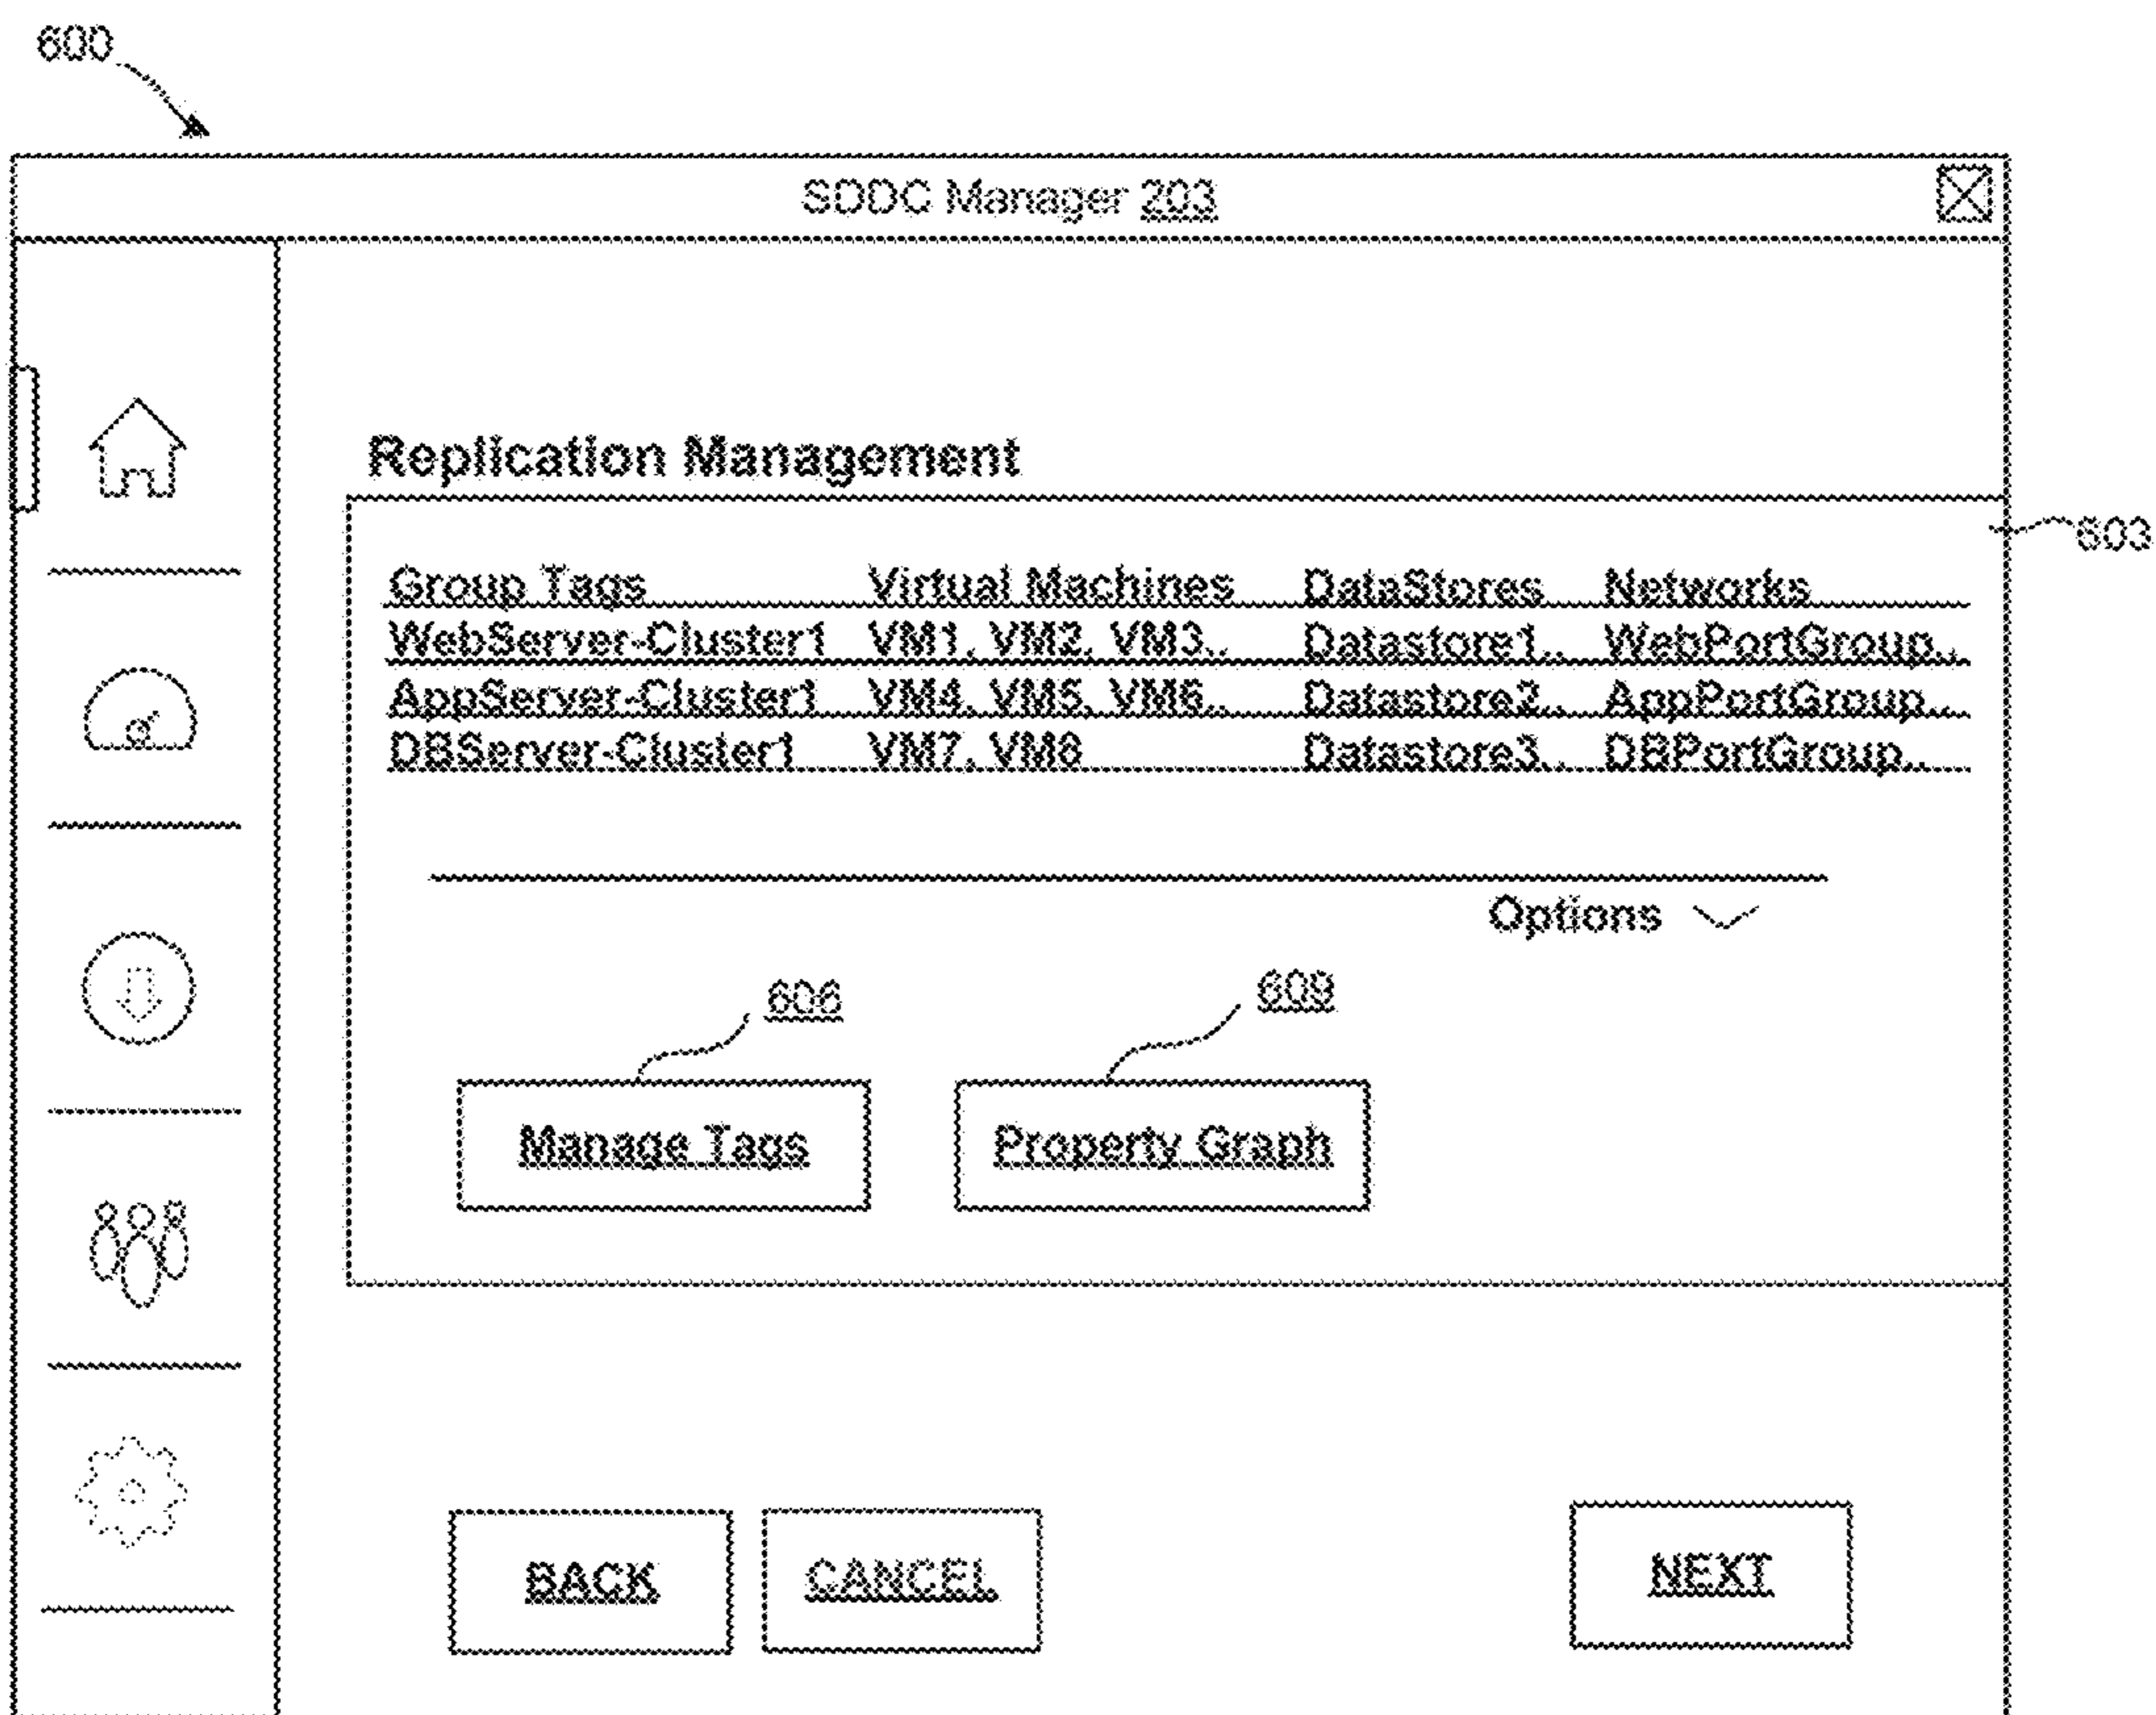 600
SDDC Manager 203
Replication Management
603
Group Tags Virtual Machines DataStores Networks
WebServer-Cluster1 VM1, VM2, VM3.. Datastore1.. WebPortGroup..
AppServer-Cluster1 VM4, VM5, VM6.. Datastore2.. AppPortGroup..
DBServer-Cluster1 VM7, VM8 Datastore3.. DBPortGroup..
Options
606 609
Manage Tags Property Graph
BACK CANCEL NEXT